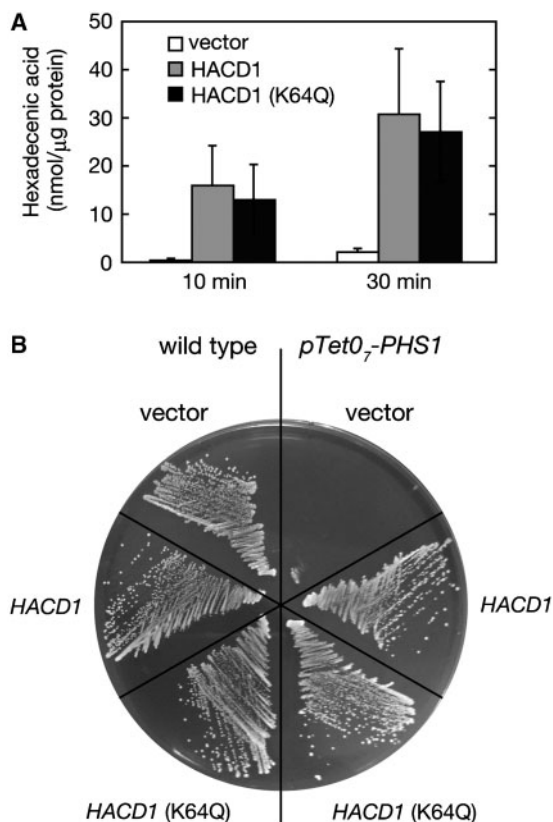 A
Hexadecenic acid
(nmol/μg protein)
50
40
30
20
10
0
vector
HACD1
HACD1 (K64Q)
10 min
30 min
B
wild type
pTet0₇-PHS1
vector
vector
HACD1
HACD1
HACD1 (K64Q)
HACD1 (K64Q)